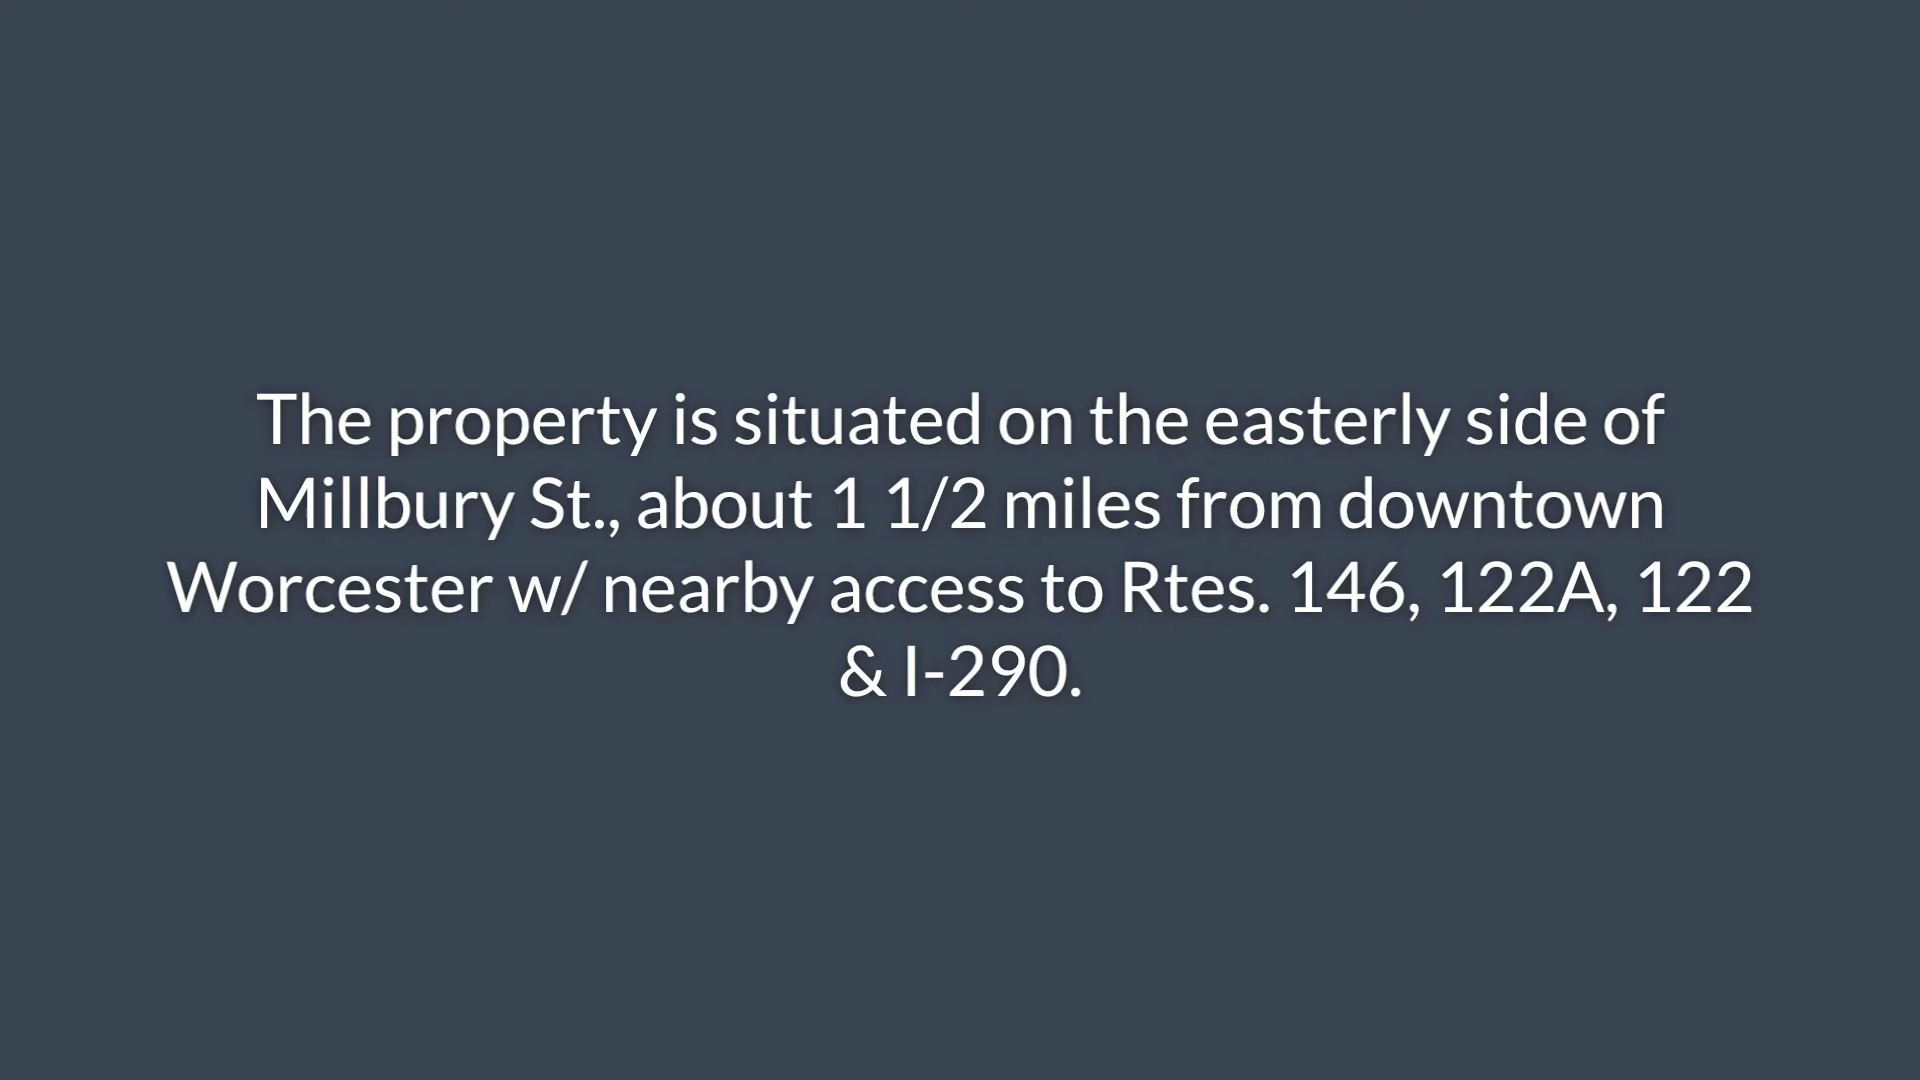 The property is situated on the easterly side of
Millbury St., about 1 1/2 miles from downtown
Worcester w/ nearby access to Rtes. 146, 122A, 122
& I-290.